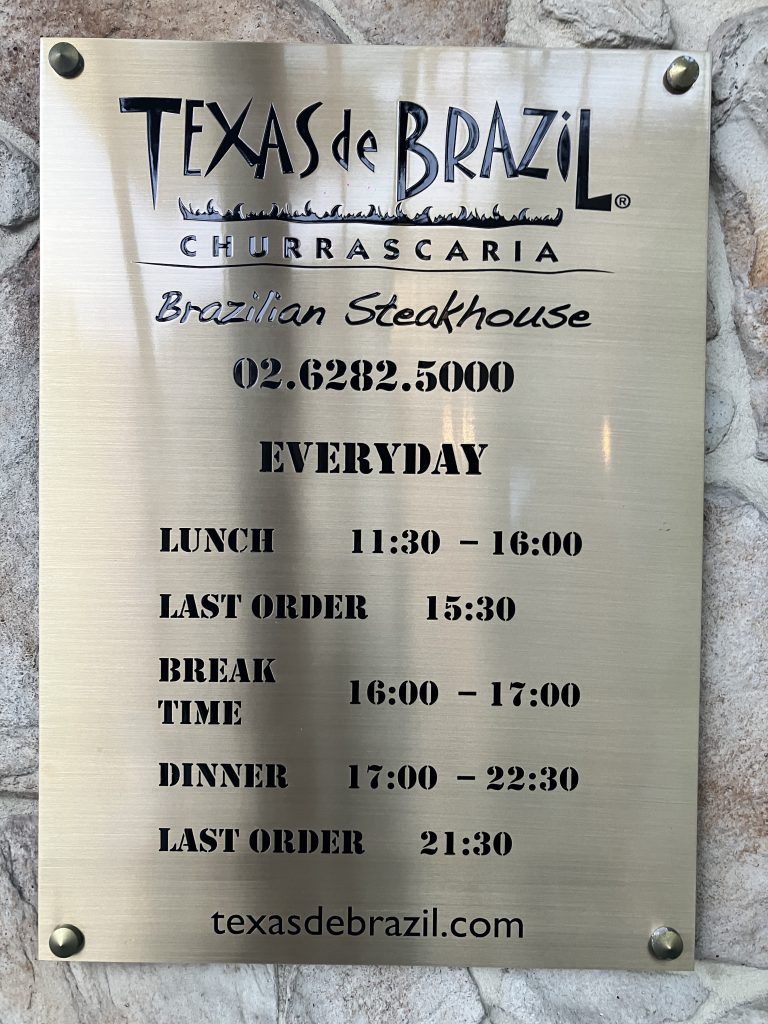 TEXAS de BRAZiL®
CHURRASCARIA
Brazilian Steakhouse
02.6282.5000
EVERYDAY
LUNCH 11:30 – 16:00
LAST ORDER 15:30
BREAK
TIME 16:00 – 17:00
DINNER 17:00 – 22:30
LAST ORDER 21:30
texasdebrazil.com